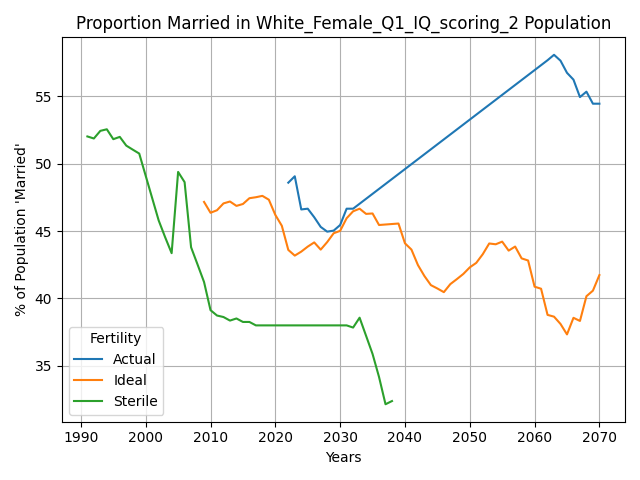 Proportion Married in White_Female_Q1_IQ_scoring_2 Population
% of Population 'Married'
55
50
45
40
35
Fertility
Actual
Ideal
Sterile
1990 2000 2010 2020 2030 2040 2050 2060 2070
Years